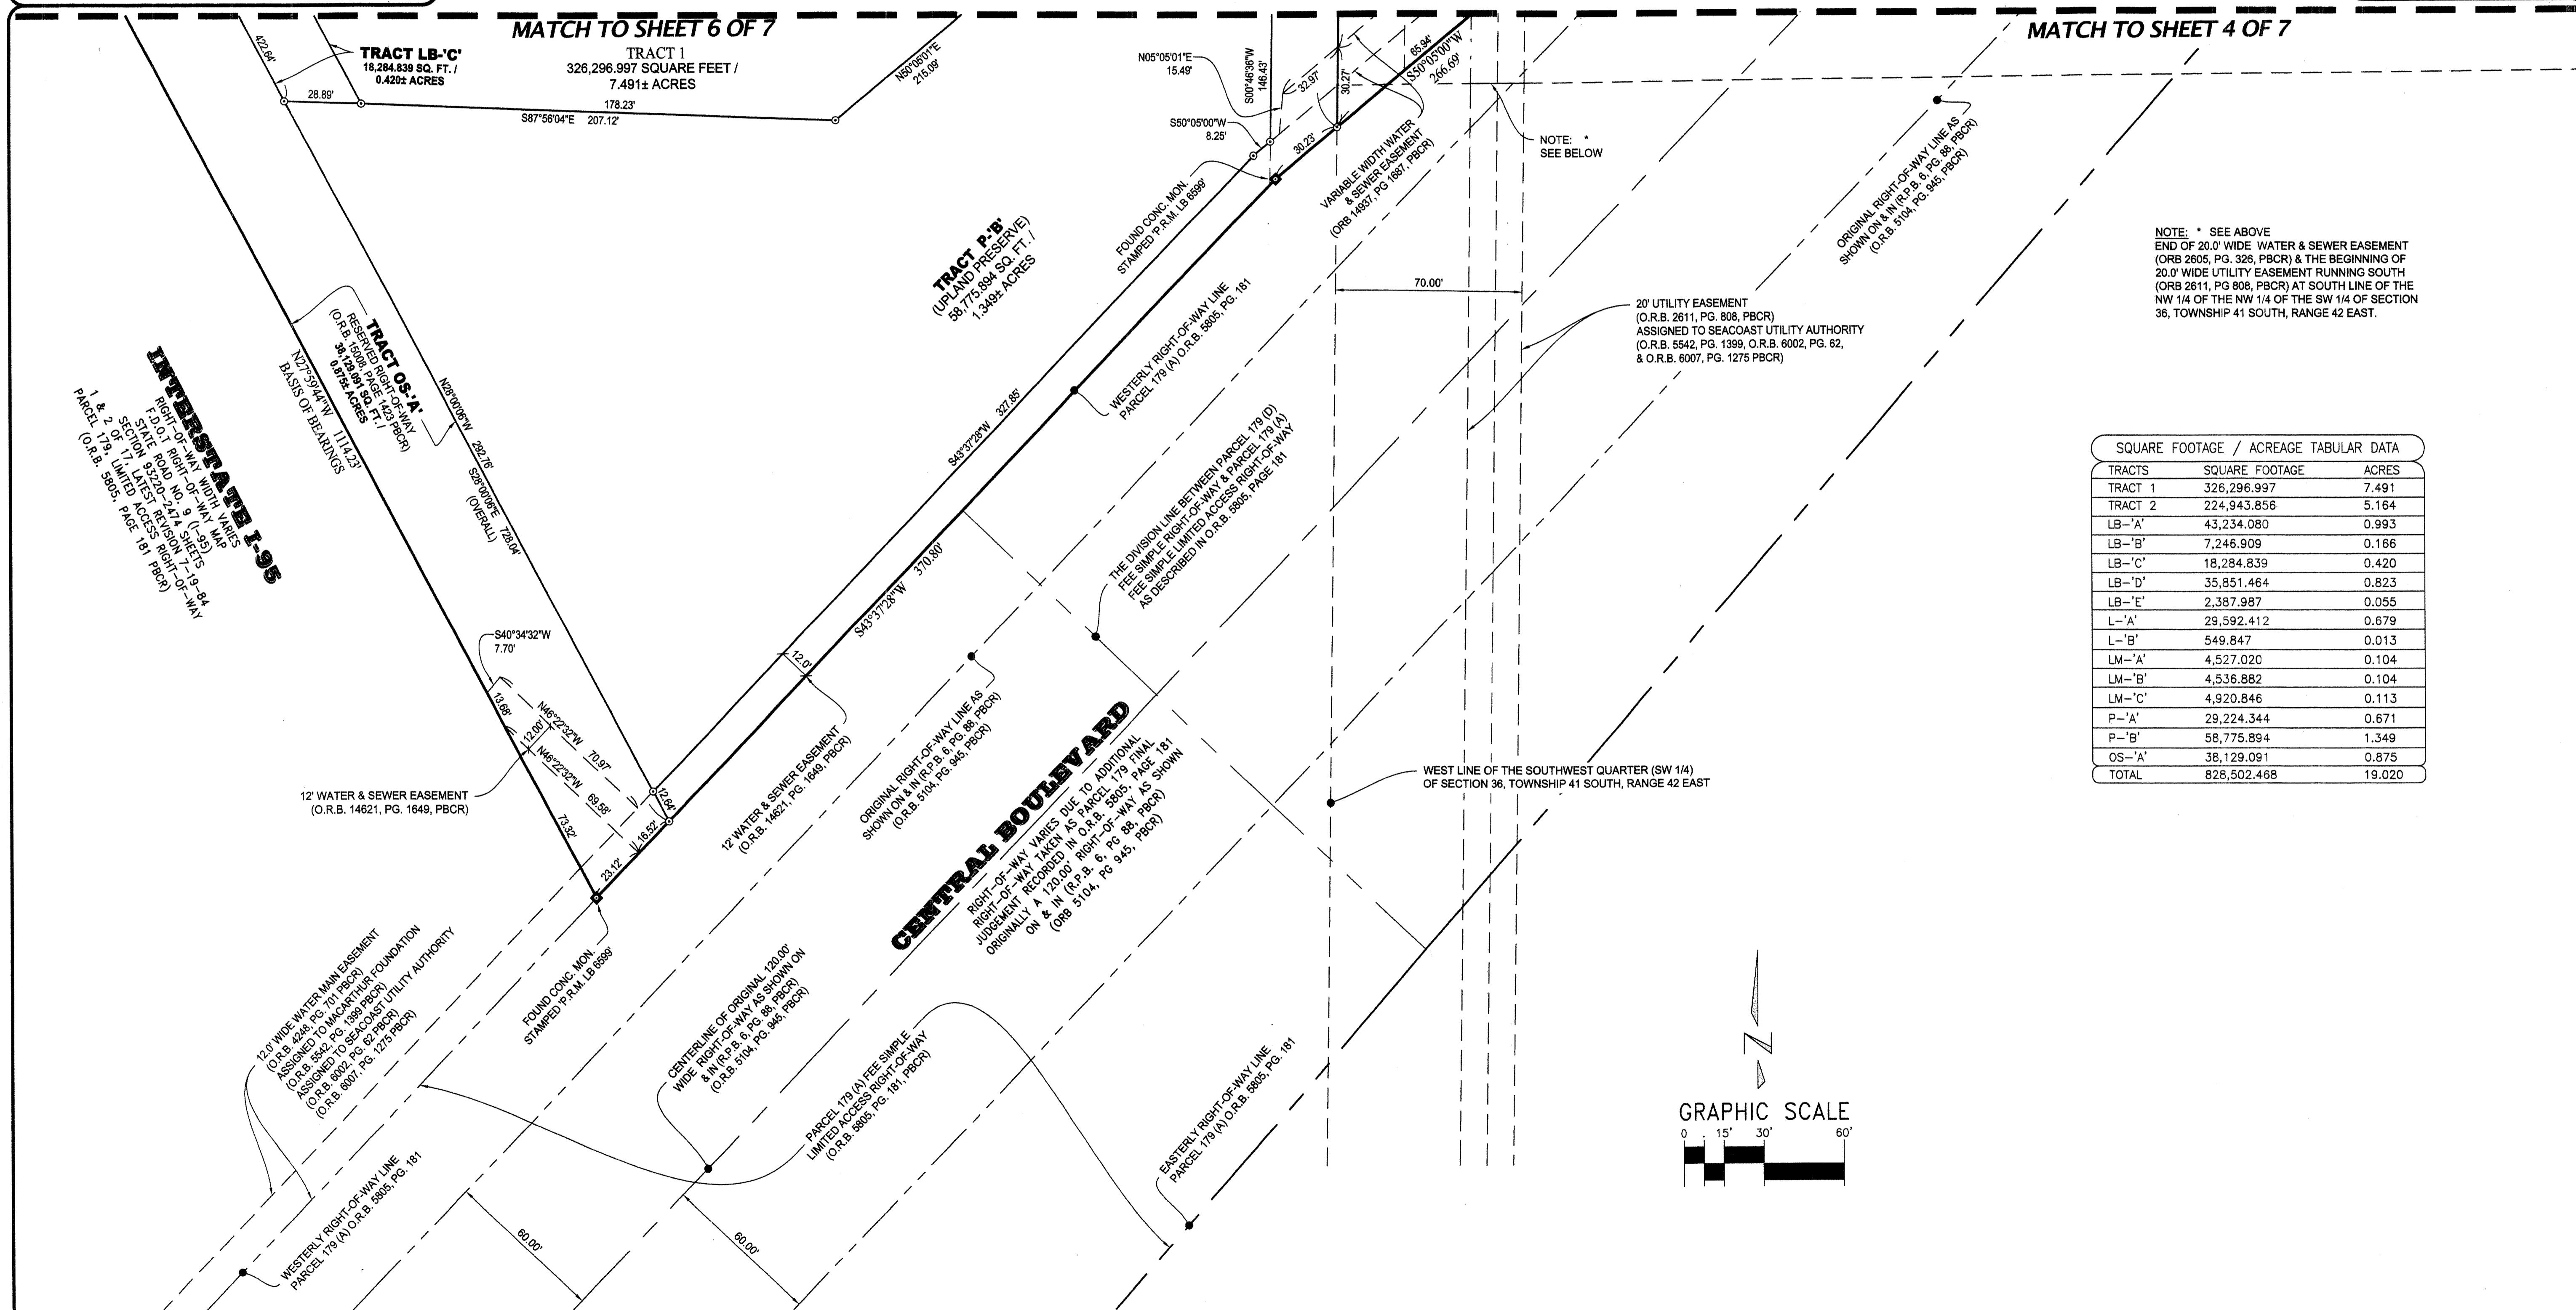 MATCH TO SHEET 6 OF 7
MATCH TO SHEET 4 OF 7
TRACT 1
326,296.997 SQUARE FEET /
7.491± ACRES
TRACT LB-'C'
18,284.839 SQ. FT. /
0.420± ACRES
422.64'
28.89'
178.23'
S87°56'04"E 207.12'
N50°05'01"E
215.09'
N05°05'01"E
15.49'
S00°46'36"W
146.43'
32.97'
30.27'
65.94'
S50°05'00"W
266.69'
S50°05'00"W
8.25'
30.23'
NOTE: *
SEE BELOW
VARIABLE WIDTH WATER
& SEWER EASEMENT
(ORB 14937, PG 1687, PBCR)
ORIGINAL RIGHT-OF-WAY LINE AS
SHOWN ON & IN (R.P.B. 6, PG. 88, PBCR)
(O.R.B. 5104, PG. 945, PBCR)
FOUND CONC. MON.
STAMPED 'P.R.M. LB 6599'
TRACT P-'B'
(UPLAND PRESERVE)
58,775.894 SQ. FT. /
1.349± ACRES
WESTERLY RIGHT-OF-WAY LINE
PARCEL 179 (A) O.R.B. 5805, PG. 181
70.00'
20' UTILITY EASEMENT
(O.R.B. 2611, PG. 808, PBCR)
ASSIGNED TO SEACOAST UTILITY AUTHORITY
(O.R.B. 5542, PG. 1399, O.R.B. 6002, PG. 62,
& O.R.B. 6007, PG. 1275 PBCR)
NOTE: * SEE ABOVE
END OF 20.0' WIDE WATER & SEWER EASEMENT
(ORB 2605, PG. 326, PBCR) & THE BEGINNING OF
20.0' WIDE UTILITY EASEMENT RUNNING SOUTH
(ORB 2611, PG 808, PBCR) AT SOUTH LINE OF THE
NW 1/4 OF THE NW 1/4 OF THE SW 1/4 OF SECTION
36, TOWNSHIP 41 SOUTH, RANGE 42 EAST.
TRACT OS-'A'
RESERVED RIGHT-OF-WAY
(O.R.B. 15008, PAGE 1423 PBCR)
38,129.091 SQ. FT. /
0.875± ACRES
N27°59'44"W 1114.23'
BASIS OF BEARINGS
N28°00'06"W 292.76'
S28°00'06"E 728.04'
(OVERALL)
INTERSTATE I-95
RIGHT-OF-WAY WIDTH VARIES
F.D.O.T RIGHT-OF-WAY MAP
STATE ROAD NO. 9 (I-95)
SECTION 93220-2474 SHEETS
1 & 2 OF 17, LATEST REVISION 7-19-84
PARCEL 179, LIMITED ACCESS RIGHT-OF-WAY
(O.R.B. 5805, PAGE 181 PBCR)
S43°37'28"W 327.85'
S43°37'28"W 370.80'
THE DIVISION LINE BETWEEN PARCEL 179 (D)
FEE SIMPLE RIGHT-OF-WAY & PARCEL 179 (A)
FEE SIMPLE LIMITED ACCESS RIGHT-OF-WAY
AS DESCRIBED IN O.R.B. 5805, PAGE 181
SQUARE FOOTAGE / ACREAGE TABULAR DATA
TRACTS SQUARE FOOTAGE ACRES
TRACT 1 326,296.997 7.491
TRACT 2 224,943.856 5.164
LB-'A' 43,234.080 0.993
LB-'B' 7,246.909 0.166
LB-'C' 18,284.839 0.420
LB-'D' 35,851.464 0.823
LB-'E' 2,387.987 0.055
L-'A' 29,592.412 0.679
L-'B' 549.847 0.013
LM-'A' 4,527.020 0.104
LM-'B' 4,536.882 0.104
LM-'C' 4,920.846 0.113
P-'A' 29,224.344 0.671
P-'B' 58,775.894 1.349
OS-'A' 38,129.091 0.875
TOTAL 828,502.468 19.020
S40°34'32"W
7.70'
13.68'
12.00'
N46°22'32"W 70.97'
N46°22'32"W 69.58'
73.32'
12.64'
16.52'
23.12'
12.0'
12' WATER & SEWER EASEMENT
(O.R.B. 14621, PG. 1649, PBCR)
12' WATER & SEWER EASEMENT
(O.R.B. 14621, PG. 1649, PBCR)
ORIGINAL RIGHT-OF-WAY LINE AS
SHOWN ON & IN (R.P.B. 6, PG. 88, PBCR)
(O.R.B. 5104, PG. 945, PBCR)
CENTRAL BOULEVARD
RIGHT-OF-WAY VARIES DUE TO ADDITIONAL
RIGHT-OF-WAY TAKEN AS PARCEL 179 FINAL
JUDGEMENT RECORDED IN O.R.B. 5805, PAGE 181
ORIGINALLY A 120.00' RIGHT-OF-WAY AS SHOWN
ON & IN (R.P.B. 6, PG 88, PBCR)
(ORB 5104, PG 945, PBCR)
WEST LINE OF THE SOUTHWEST QUARTER (SW 1/4)
OF SECTION 36, TOWNSHIP 41 SOUTH, RANGE 42 EAST
12.0' WIDE WATER MAIN EASEMENT
(O.R.B. 4248, PG. 701 PBCR)
ASSIGNED TO MACARTHUR FOUNDATION
(O.R.B. 5542, PG. 1399 PBCR)
ASSIGNED TO SEACOAST UTILITY AUTHORITY
(O.R.B. 6002, PG. 62 PBCR)
(O.R.B. 6007, PG. 1275 PBCR)
FOUND CONC. MON.
STAMPED 'P.R.M. LB 6599'
CENTERLINE OF ORIGINAL 120.00'
WIDE RIGHT-OF-WAY AS SHOWN ON
& IN (R.P.B. 6, PG. 88, PBCR)
(O.R.B. 5104, PG. 945, PBCR)
PARCEL 179 (A) FEE SIMPLE
LIMITED ACCESS RIGHT-OF-WAY
(O.R.B. 5805, PG. 181, PBCR)
EASTERLY RIGHT-OF-WAY LINE
PARCEL 179 (A) O.R.B. 5805, PG. 181
WESTERLY RIGHT-OF-WAY LINE
PARCEL 179 (A) O.R.B. 5805, PG. 181
60.00'
60.00'
N
GRAPHIC SCALE
0 15' 30' 60'